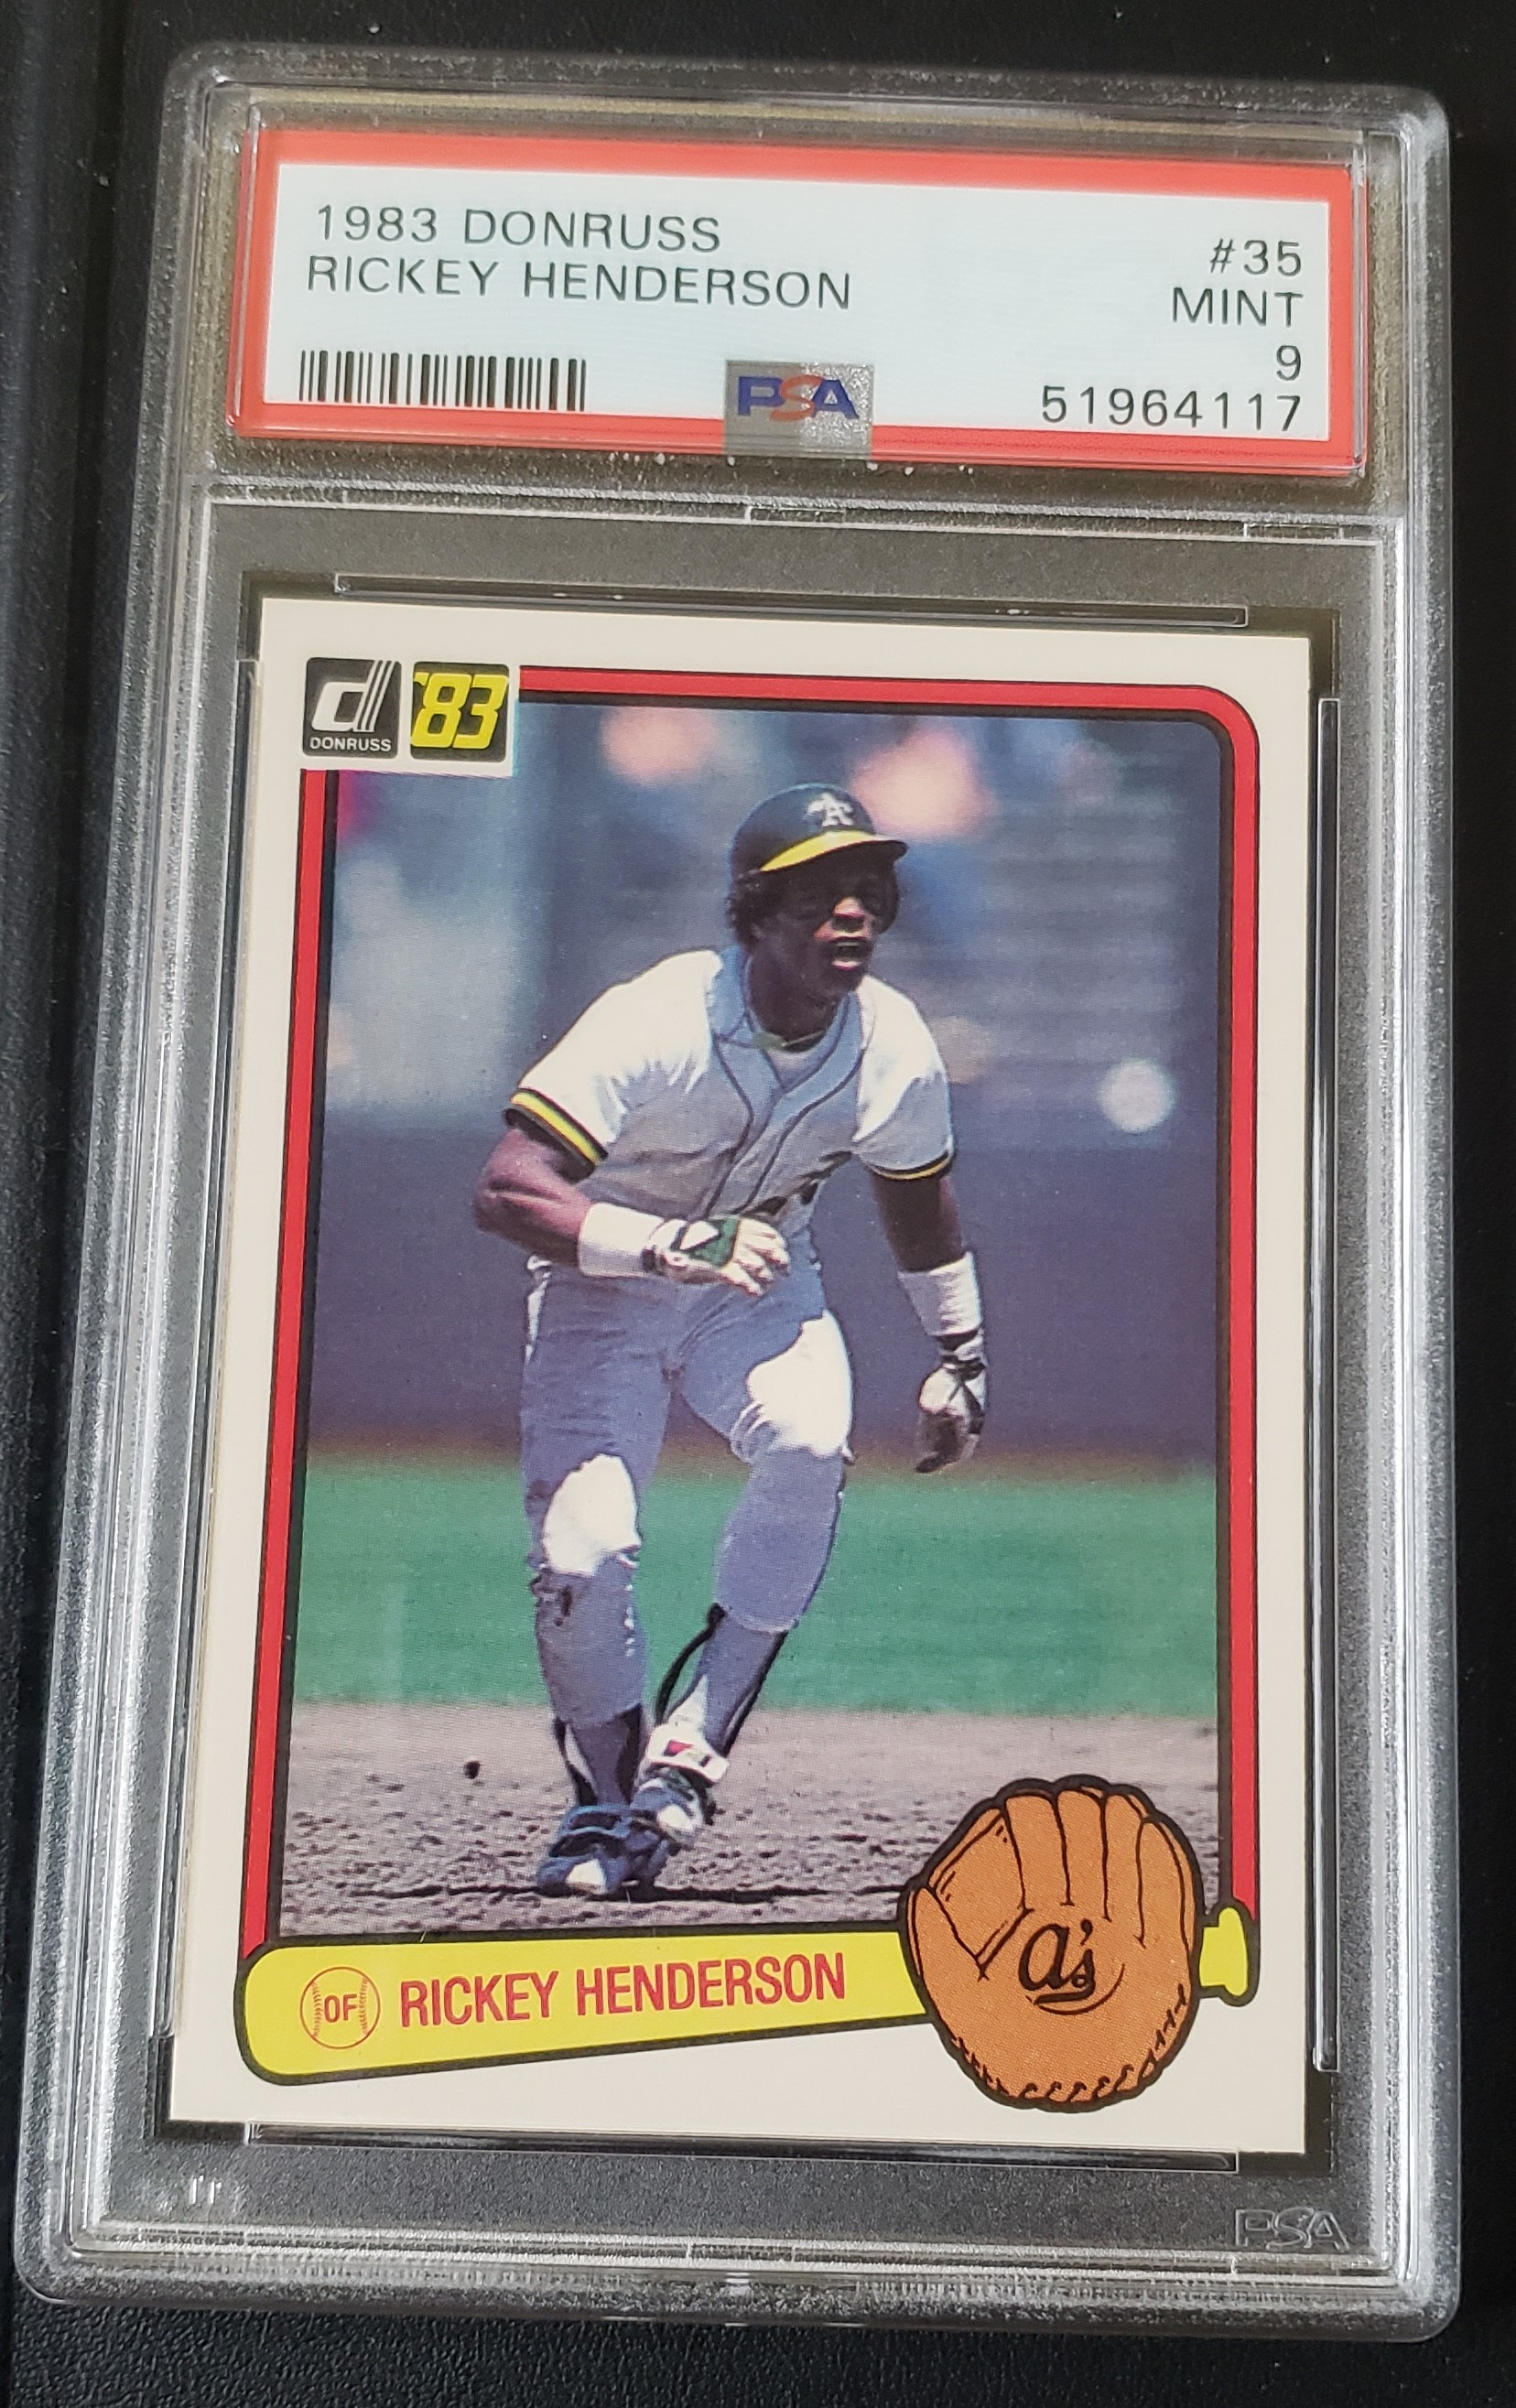 1983 DONRUSS #35
RICKEY HENDERSON MINT
9
PSA 51964117
d '83
DONRUSS
A's
OF RICKEY HENDERSON
a's
PSA